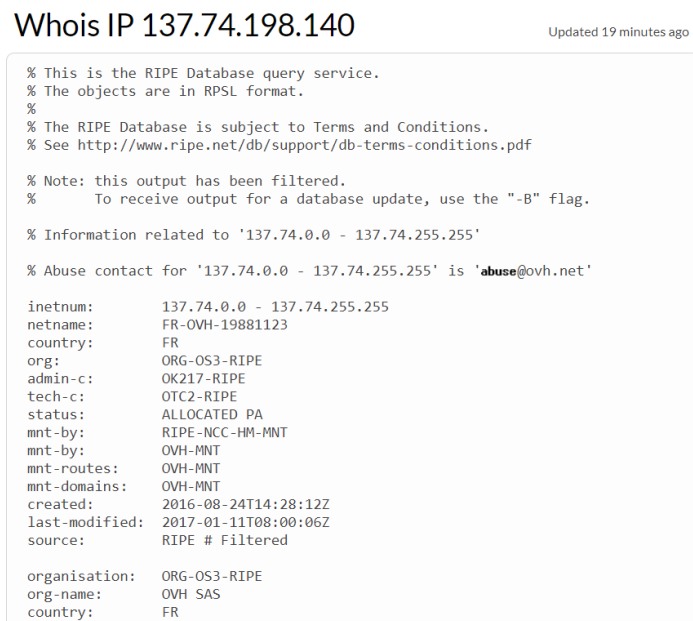 Whois IP 137.74.198.140
Updated 19 minutes ago
% This is the RIPE Database query service.
% The objects are in RPSL format.
%
% The RIPE Database is subject to Terms and Conditions.
% See http://www.ripe.net/db/support/db-terms-conditions.pdf
% Note: this output has been filtered.
%       To receive output for a database update, use the "-B" flag.
% Information related to '137.74.0.0 - 137.74.255.255'
% Abuse contact for '137.74.0.0 - 137.74.255.255' is 'abuse@ovh.net'
inetnum:        137.74.0.0 - 137.74.255.255
netname:        FR-OVH-19881123
country:        FR
org:            ORG-OS3-RIPE
admin-c:        OK217-RIPE
tech-c:         OTC2-RIPE
status:         ALLOCATED PA
mnt-by:         RIPE-NCC-HM-MNT
mnt-by:         OVH-MNT
mnt-routes:     OVH-MNT
mnt-domains:    OVH-MNT
created:        2016-08-24T14:28:12Z
last-modified:  2017-01-11T08:00:06Z
source:         RIPE # Filtered
organisation:   ORG-OS3-RIPE
org-name:       OVH SAS
country:        FR